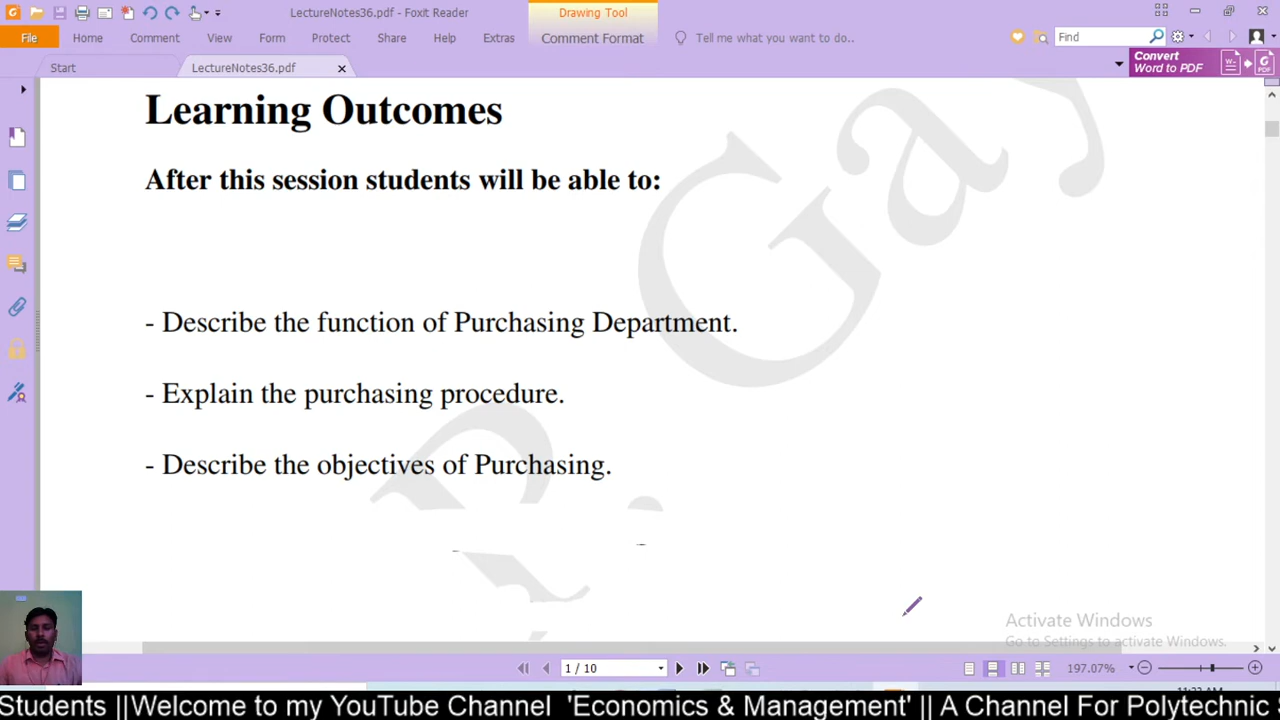 LectureNotes36.pdf - Foxit Reader
Drawing Tool
File
Home
Comment
View
Form
Protect
Share
Help
Extras
Comment Format
Tell me what you want to do..
Find
Start
LectureNotes36.pdf
Convert
Word to PDF
Learning Outcomes
After this session students will be able to:
- Describe the function of Purchasing Department.
- Explain the purchasing procedure.
- Describe the objectives of Purchasing.
Activate Windows
Go to Settings to activate Windows.
1 / 10
197.07%
Students ||Welcome to my YouTube Channel 'Economics & Management' || A Channel For Polytechnic